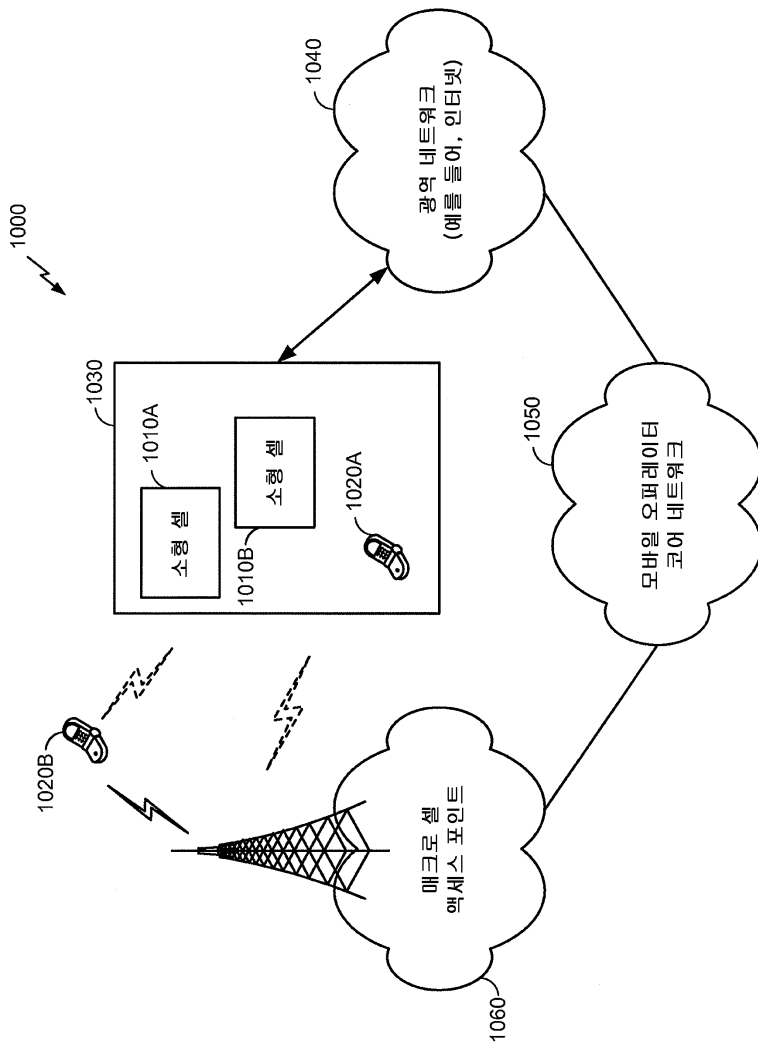 1000
1020B
1030
1010A
소형 셀
소형 셀
1010B
1020A
1040
광역 네트워크
(예를 들어, 인터넷)
매크로 셀
액세스 포인트
1060
1050
모바일 오퍼레이터
코어 네트워크